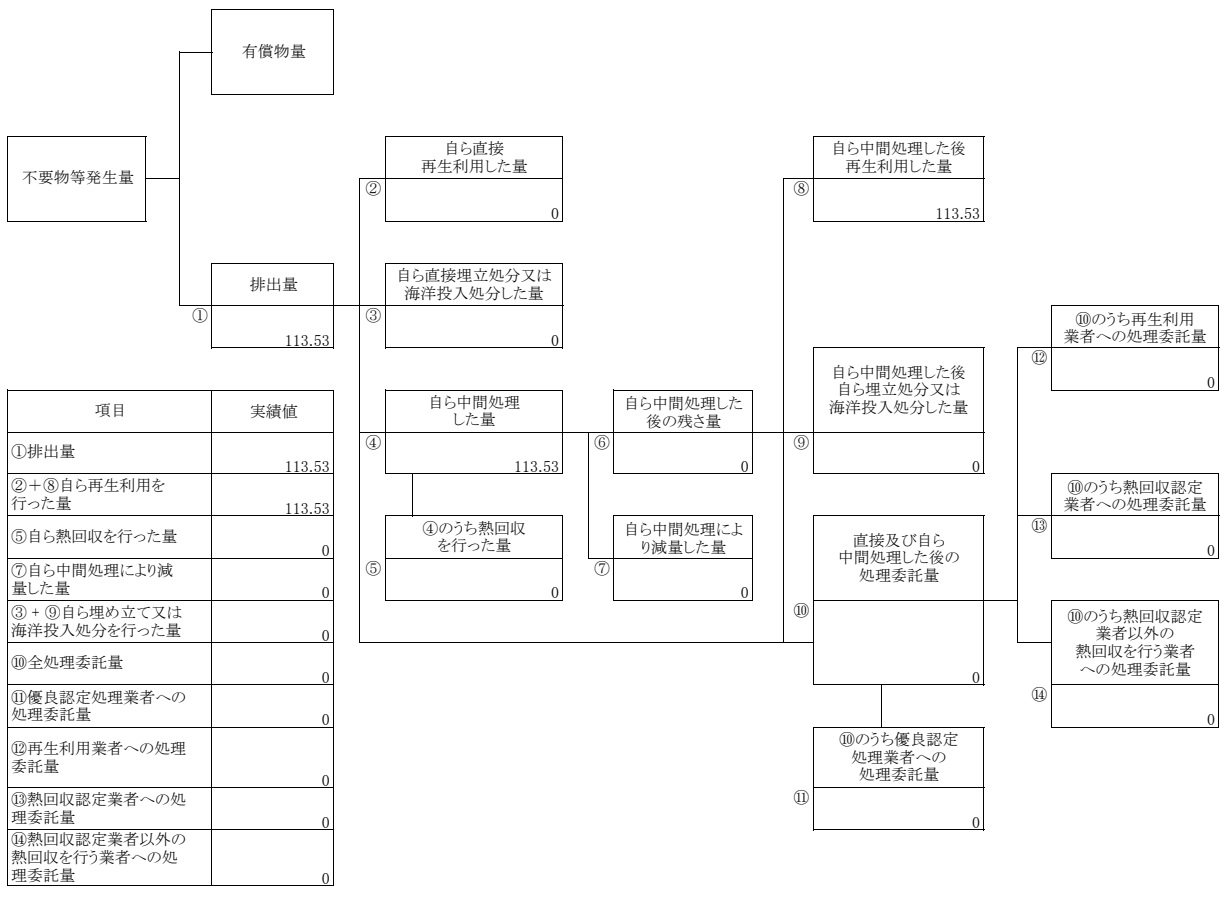 有償物量
不要物等発生量
排出量
①
113.53
自ら直接
再生利用した量
②
0
自ら直接埋立処分又は
海洋投入処分した量
③
0
自ら中間処理
した量
④
113.53
④のうち熱回収
を行った量
⑤
0
自ら中間処理した
後の残さ量
⑥
0
自ら中間処理によ
り減量した量
⑦
0
自ら中間処理した後
再生利用した量
⑧
113.53
自ら中間処理した後
自ら埋立処分又は
海洋投入処分した量
⑨
0
直接及び自ら
中間処理した後の
処理委託量
⑩
0
⑩のうち優良認定
処理業者への
処理委託量
⑪
0
⑩のうち再生利用
業者への処理委託量
⑫
0
⑩のうち熱回収認定
業者への処理委託量
⑬
0
⑩のうち熱回収認定
業者以外の
熱回収を行う業者
への処理委託量
⑭
0
項目 実績値
①排出量
113.53
②＋⑧自ら再生利用を
行った量
113.53
⑤自ら熱回収を行った量
0
⑦自ら中間処理により減
量した量
0
③ + ⑨自ら埋め立て又は
海洋投入処分を行った量
0
⑩全処理委託量
0
⑪優良認定処理業者への
処理委託量
0
⑫再生利用業者への処理
委託量
0
⑬熱回収認定業者への処
理委託量
0
⑭熱回収認定業者以外の
熱回収を行う業者への処
理委託量
0